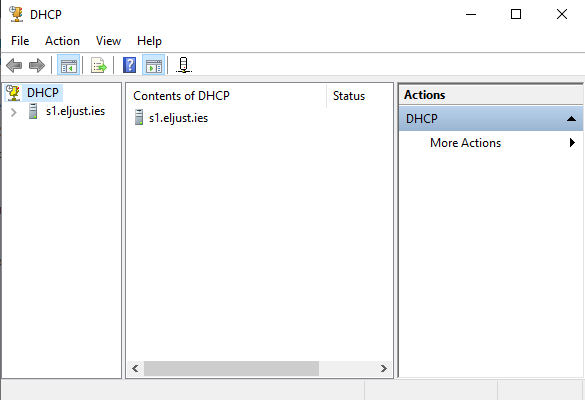 DHCP
File Action View Help
DHCP
s1.eljust.ies
Contents of DHCP Status
s1.eljust.ies
Actions
DHCP
More Actions